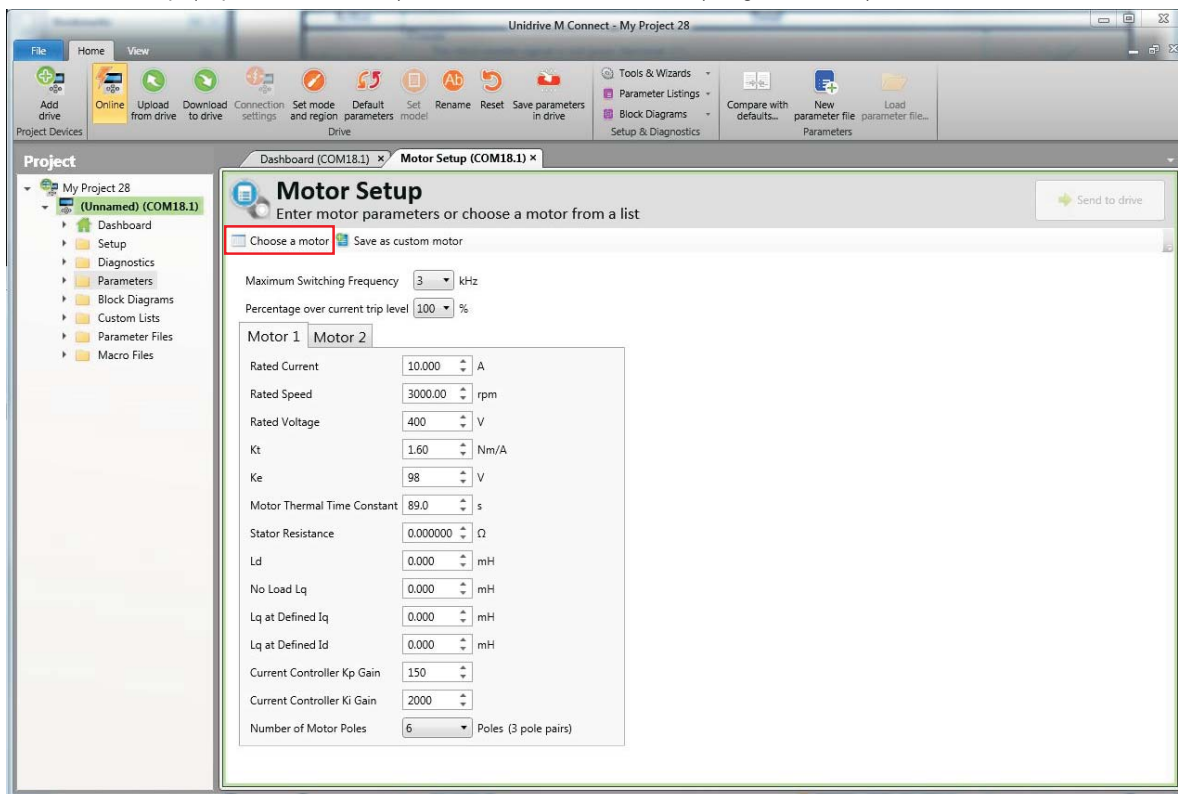 Unidrive M Connect - My Project 28
File Home View
Add drive
Online
Upload from drive
Download to drive
Connection settings
Set mode and region
Default parameters
Set model
Rename
Reset
Save parameters in drive
Tools & Wizards
Parameter Listings
Block Diagrams
Compare with defaults...
New parameter file
Load parameter file...
Project Devices
Drive
Setup & Diagnostics
Parameters
Project
Dashboard (COM18.1) × Motor Setup (COM18.1) ×
My Project 28
(Unnamed) (COM18.1)
Dashboard
Setup
Diagnostics
Parameters
Block Diagrams
Custom Lists
Parameter Files
Macro Files
Motor Setup
Enter motor parameters or choose a motor from a list
Send to drive
Choose a motor Save as custom motor
Maximum Switching Frequency 3 kHz
Percentage over current trip level 100 %
Motor 1 Motor 2
Rated Current 10.000 A
Rated Speed 3000.00 rpm
Rated Voltage 400 V
Kt 1.60 Nm/A
Ke 98 V
Motor Thermal Time Constant 89.0 s
Stator Resistance 0.000000 Ω
Ld 0.000 mH
No Load Lq 0.000 mH
Lq at Defined Iq 0.000 mH
Lq at Defined Id 0.000 mH
Current Controller Kp Gain 150
Current Controller Ki Gain 2000
Number of Motor Poles 6 Poles (3 pole pairs)